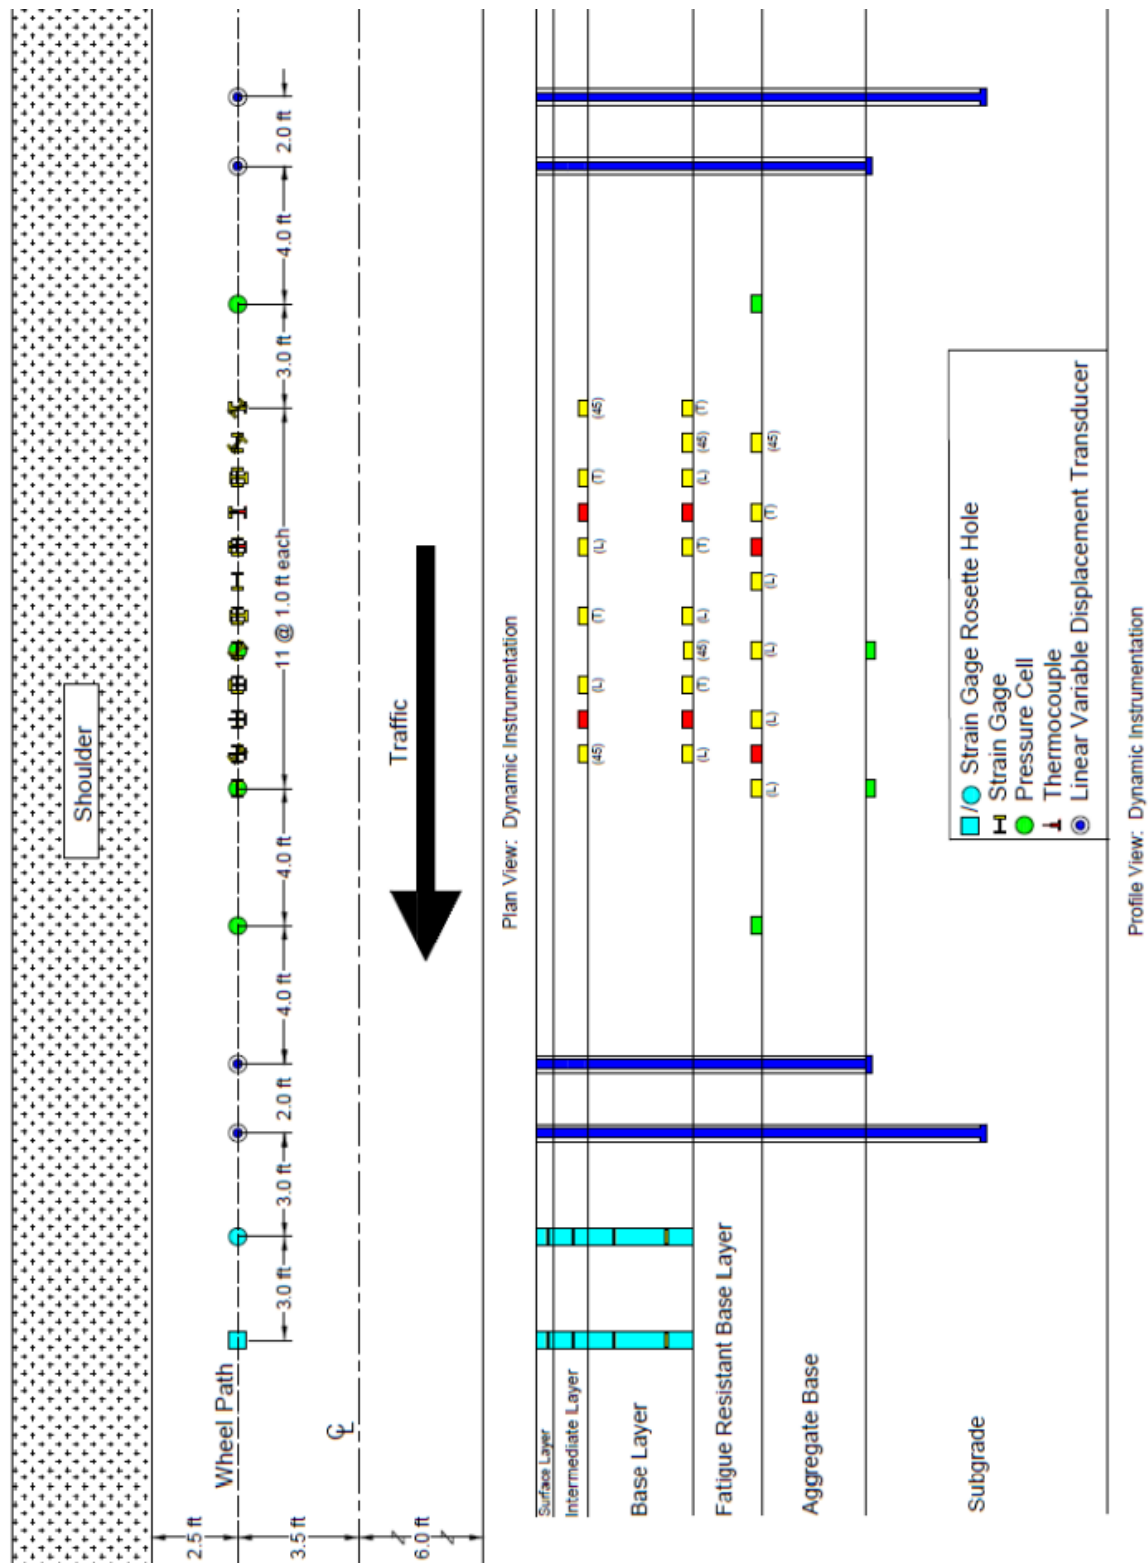 Shoulder
2.5 ft
3.5 ft
6.0 ft
Wheel Path
3.0 ft
3.0 ft
2.0 ft
4.0 ft
4.0 ft
11 @ 1.0 ft each
3.0 ft
4.0 ft
2.0 ft
℄
Traffic
Plan View: Dynamic Instrumentation
Surface Layer
Intermediate Layer
(45)
(L)
(T)
(L)
(T)
(45)
Base Layer
(L)
(T)
(45)
(L)
(T)
(L)
(45)
(T)
Fatigue Resistant Base Layer
(L)
(L)
(L)
(L)
(T)
(45)
Aggregate Base
Subgrade
/ Strain Gage Rosette Hole
Strain Gage
Pressure Cell
Thermocouple
Linear Variable Displacement Transducer
Profile View: Dynamic Instrumentation